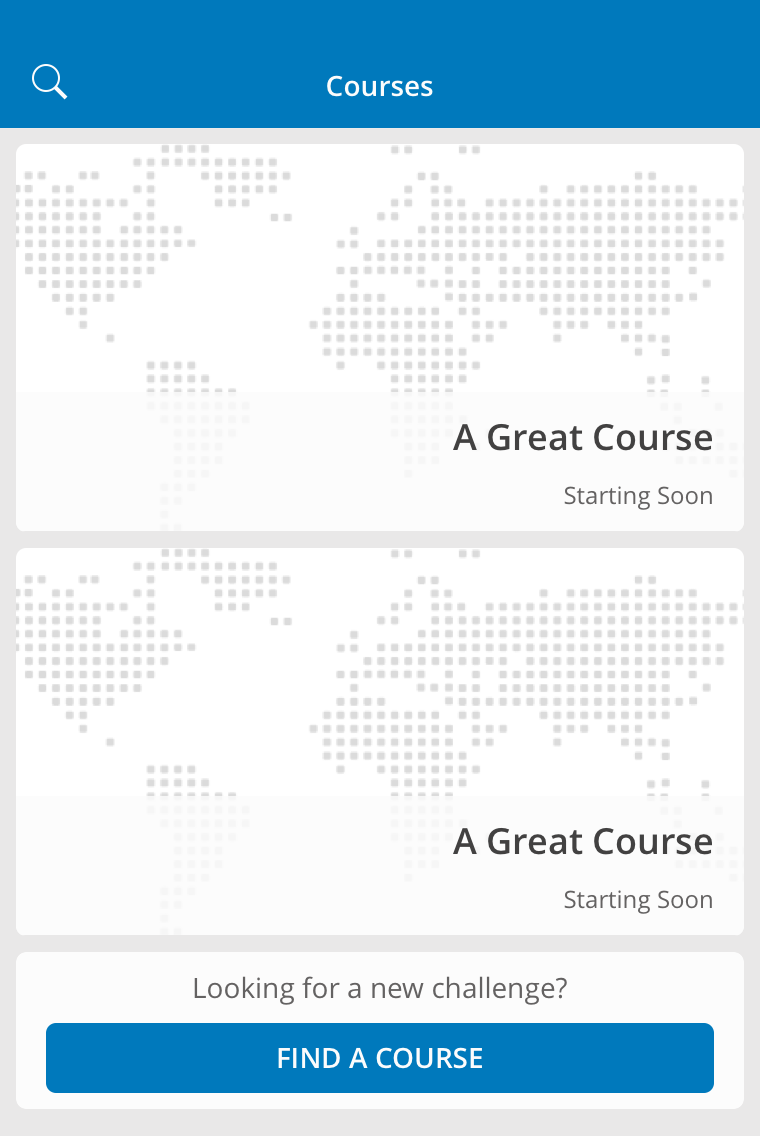 Courses
A Great Course
Starting Soon
A Great Course
Starting Soon
Looking for a new challenge?
FIND A COURSE